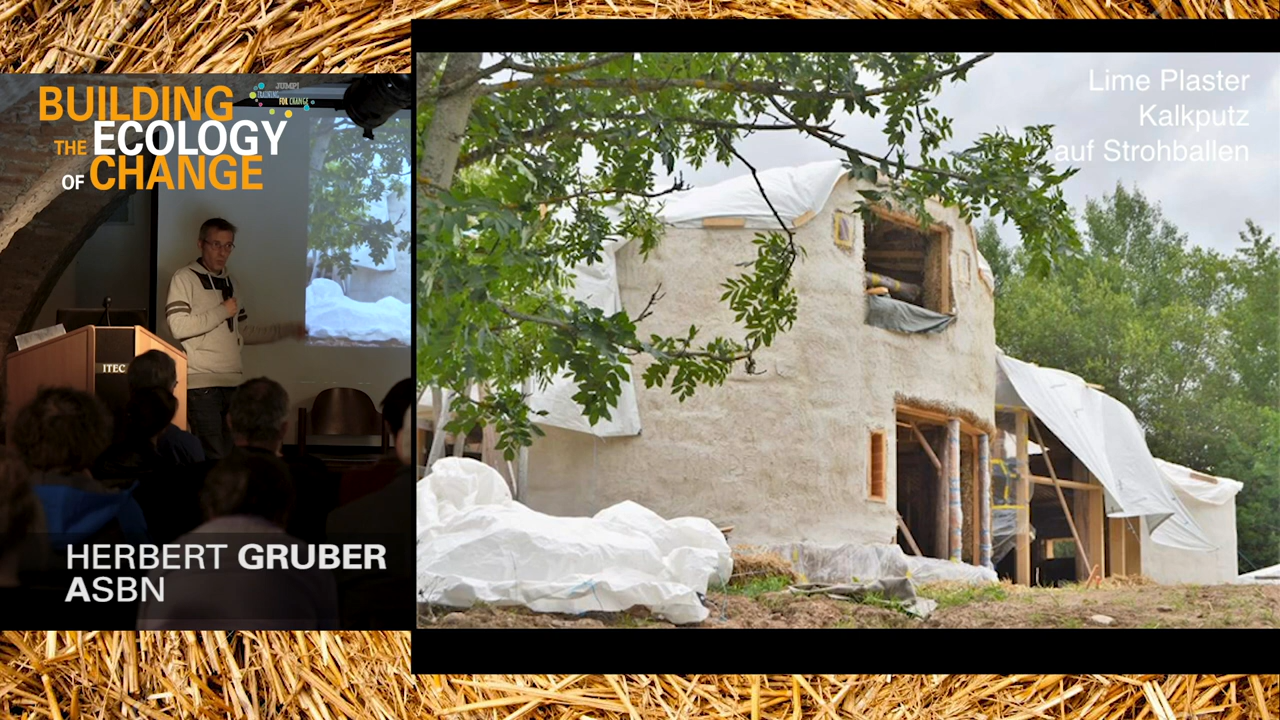 BUILDING
THE ECOLOGY
OF CHANGE
JUMP!
TRAINING
FOR CHANGE
ITEC
HERBERT GRUBER
ASBN
Lime Plaster
Kalkputz
auf Strohballen